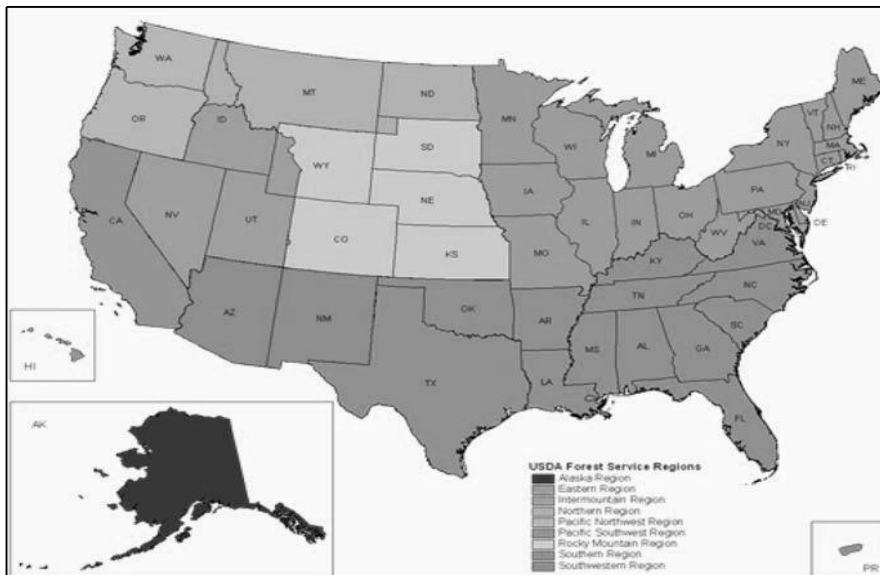 WA
MT
ND
MN
ME
OR
ID
WY
SD
WI
MI
NY
VT
NH
MA
CT
RI
NE
IA
PA
NJ
CA
NV
UT
CO
KS
MO
IL
IN
OH
WV
MD
DE
DC
VA
KY
AZ
NM
OK
AR
TN
NC
SC
TX
LA
MS
AL
GA
FL
HI
AK
USDA Forest Service Regions
Alaska Region
Eastern Region
Intermountain Region
Northern Region
Pacific Northwest Region
Pacific Southwest Region
Rocky Mountain Region
Southern Region
Southwestern Region
PR